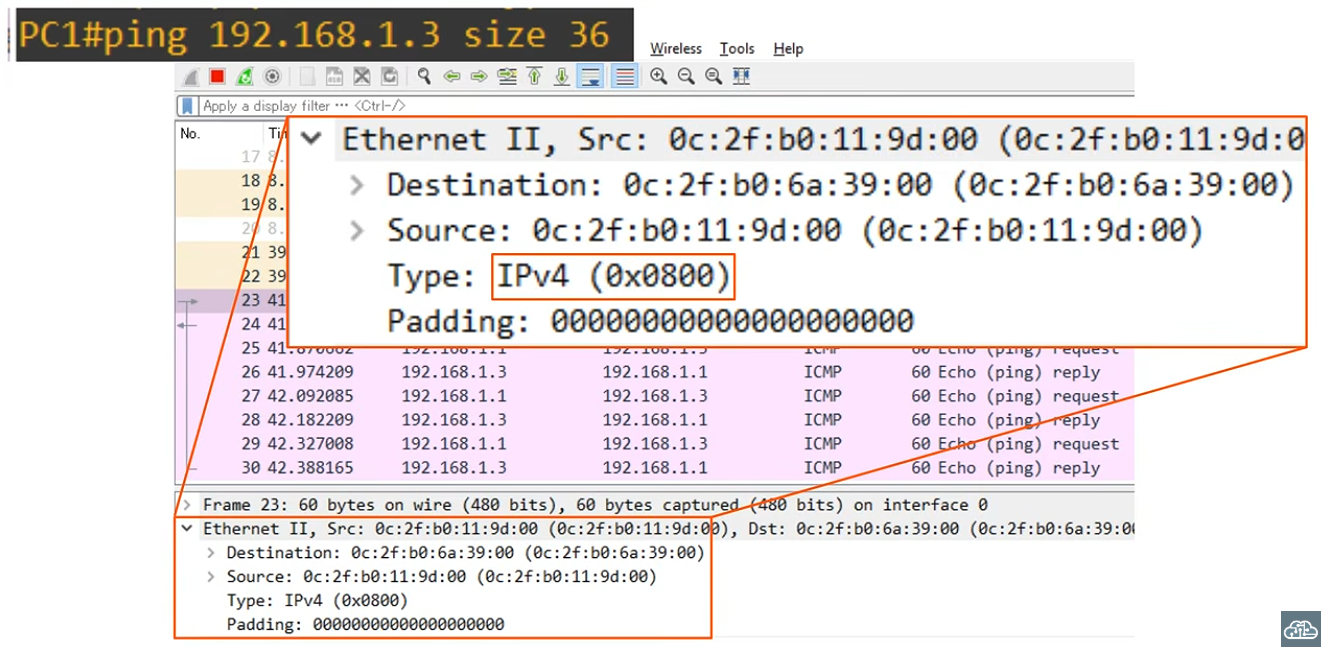 PC1#ping 192.168.1.3 size 36
Wireless Tools Help
Apply a display filter ··· <Ctrl-/>
No.
Ethernet II, Src: 0c:2f:b0:11:9d:00 (0c:2f:b0:11:9d:0
Destination: 0c:2f:b0:6a:39:00 (0c:2f:b0:6a:39:00)
Source: 0c:2f:b0:11:9d:00 (0c:2f:b0:11:9d:00)
Type: IPv4 (0x0800)
Padding: 00000000000000000000
17 8.
18 8.
19 8.
20 8.
21 39
22 39
23 41
24 41
25 41.870662 192.168.1.1 192.168.1.3 ICMP 60 Echo (ping) request
26 41.974209 192.168.1.3 192.168.1.1 ICMP 60 Echo (ping) reply
27 42.092085 192.168.1.1 192.168.1.3 ICMP 60 Echo (ping) request
28 42.182209 192.168.1.3 192.168.1.1 ICMP 60 Echo (ping) reply
29 42.327008 192.168.1.1 192.168.1.3 ICMP 60 Echo (ping) request
30 42.388165 192.168.1.3 192.168.1.1 ICMP 60 Echo (ping) reply
Frame 23: 60 bytes on wire (480 bits), 60 bytes captured (480 bits) on interface 0
Ethernet II, Src: 0c:2f:b0:11:9d:00 (0c:2f:b0:11:9d:00), Dst: 0c:2f:b0:6a:39:00 (0c:2f:b0:6a:39:00
Destination: 0c:2f:b0:6a:39:00 (0c:2f:b0:6a:39:00)
Source: 0c:2f:b0:11:9d:00 (0c:2f:b0:11:9d:00)
Type: IPv4 (0x0800)
Padding: 00000000000000000000